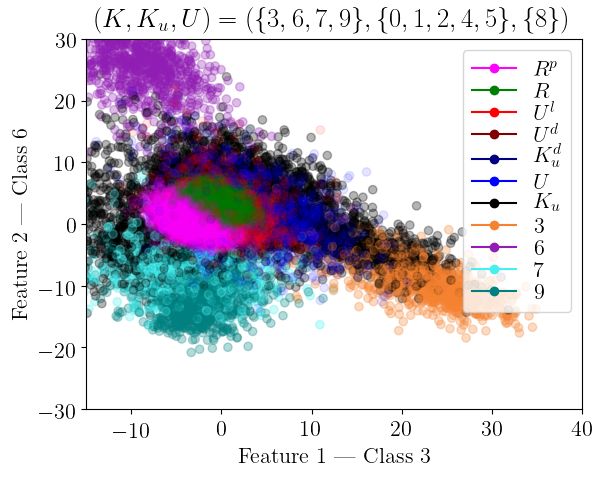 (K, K_u, U) = ({3, 6, 7, 9}, {0, 1, 2, 4, 5}, {8})
30
20
10
0
−10
−20
−30
Feature 2 — Class 6
R^p
R
U^l
U^d
K_u^d
U
K_u
3
6
7
9
−10
0
10
20
30
40
Feature 1 — Class 3